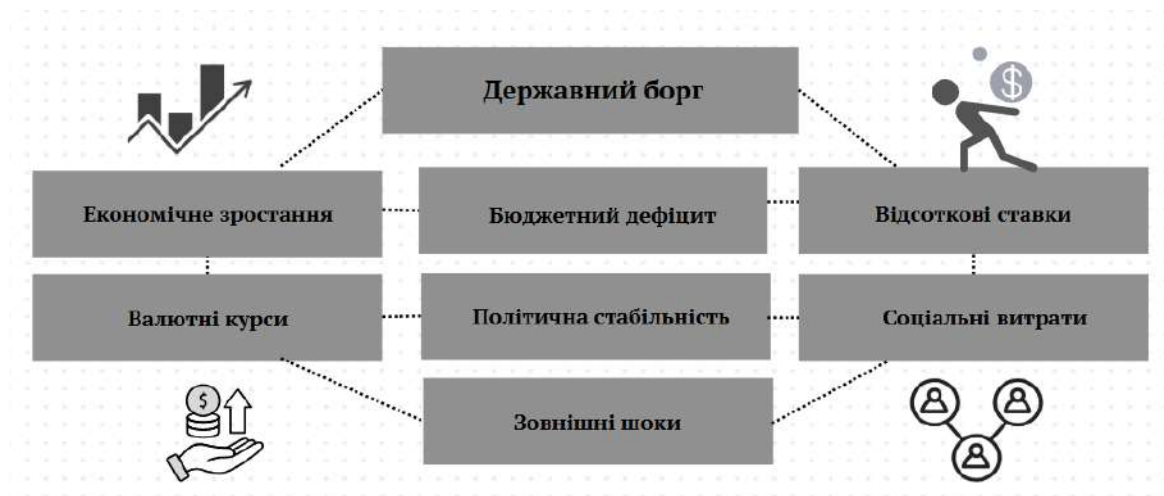 Державний борг
Економічне зростання
Бюджетний дефіцит
Відсоткові ставки
Валютні курси
Політична стабільність
Соціальні витрати
Зовнішні шоки
$
$